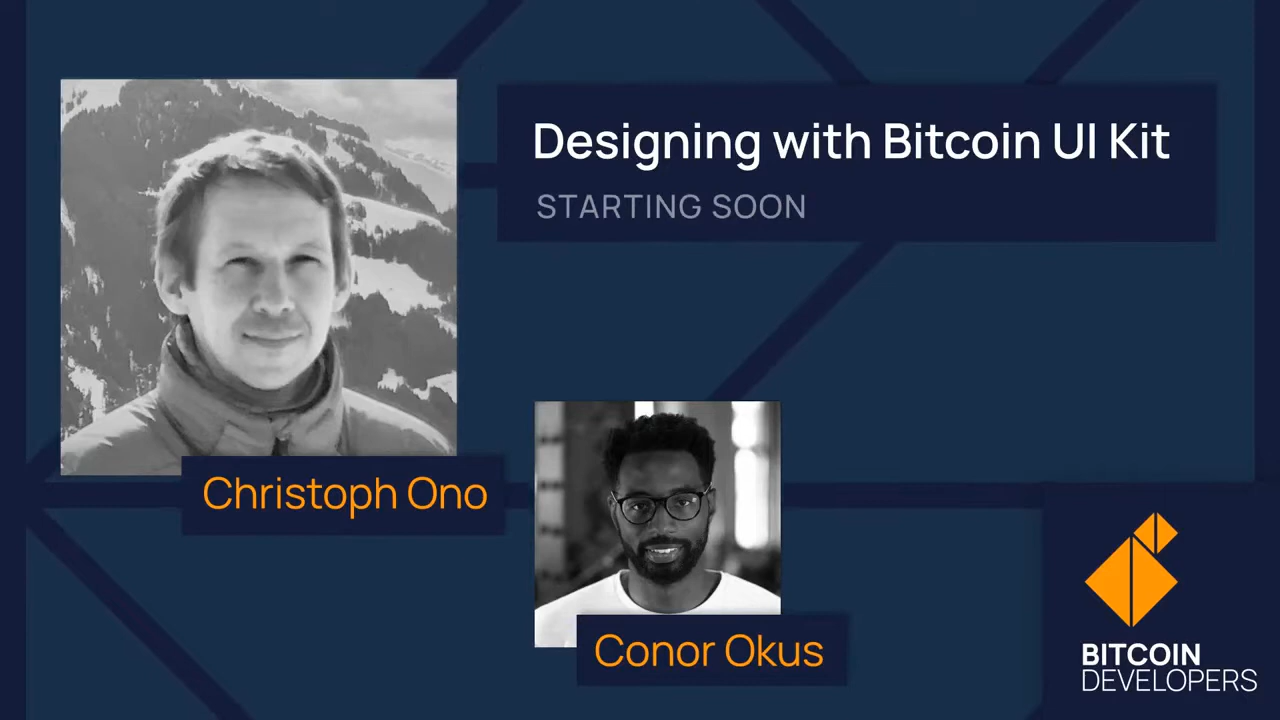 Designing with Bitcoin UI Kit
STARTING SOON
Christoph Ono
Conor Okus
BITCOIN
DEVELOPERS